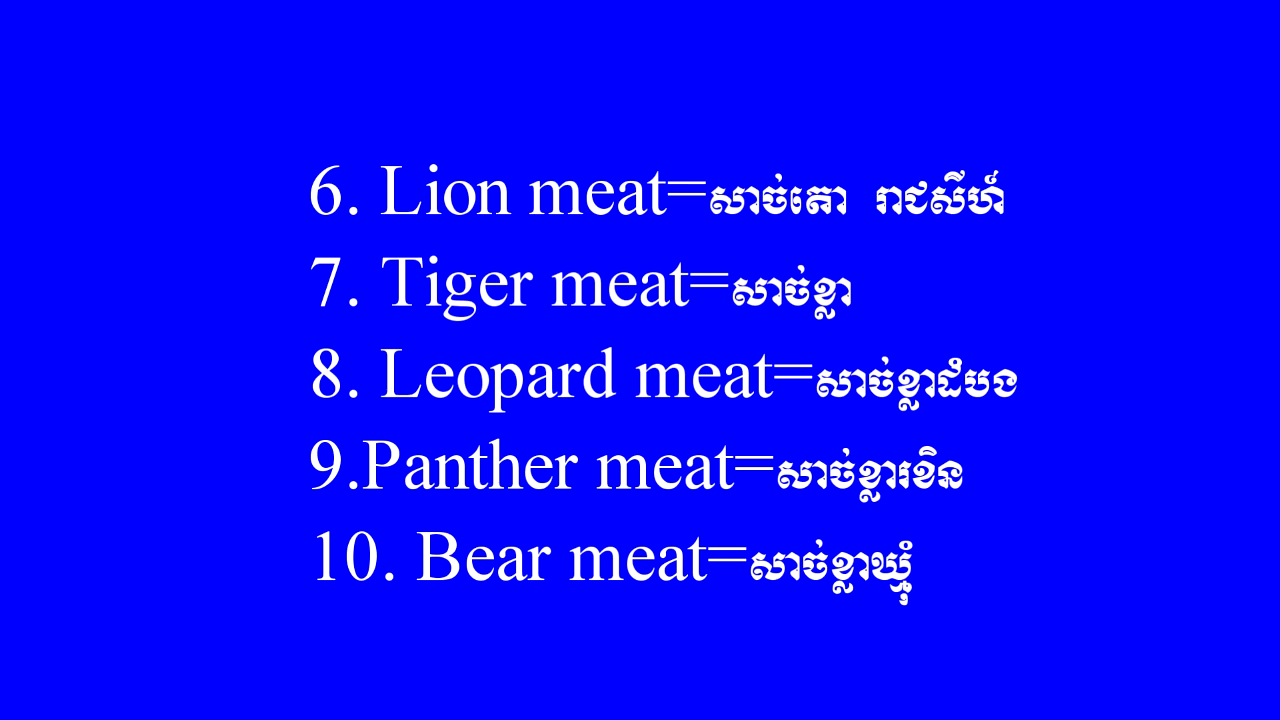 6. Lion meat=សាច់តោ រាជសីហ៍
7. Tiger meat=សាច់ខ្លា
8. Leopard meat=សាច់ខ្លាដំបង
9.Panther meat=សាច់ខ្លារខិន
10. Bear meat=សាច់ខ្លាឃ្មុំ